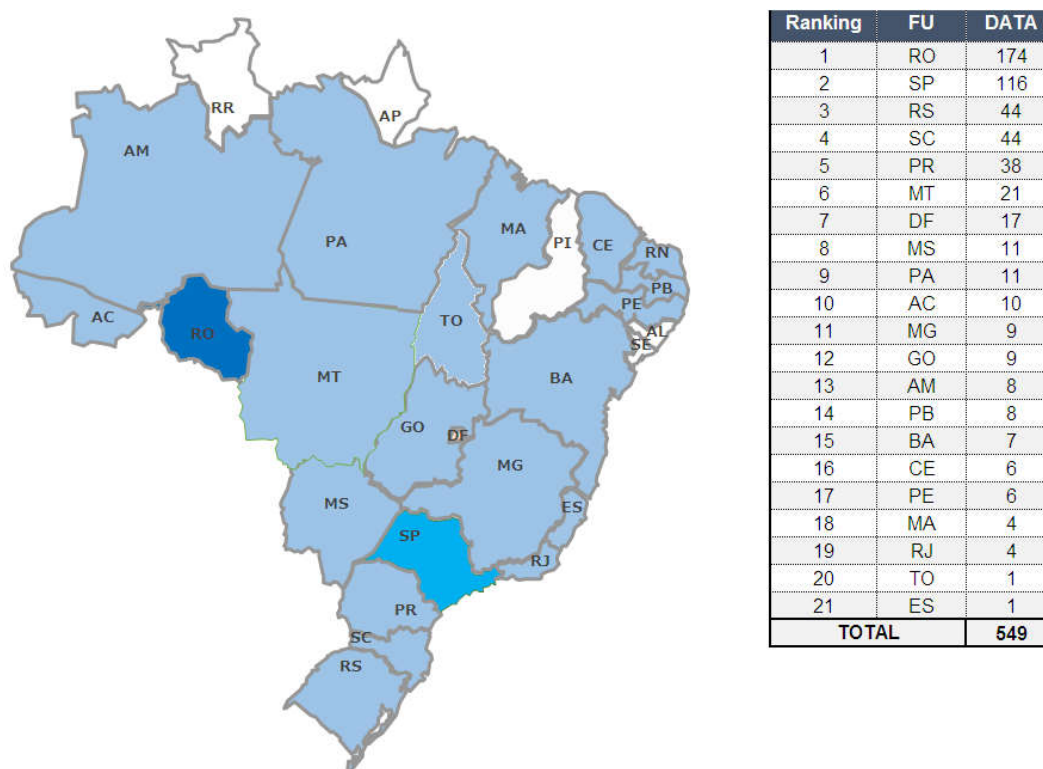 RR
AP
AM
PA
MA
PI
CE
RN
PB
PE
AL
SE
AC
RO
TO
MT
BA
GO
DF
MG
MS
ES
SP
RJ
PR
SC
RS
Ranking FU DATA
1 RO 174
2 SP 116
3 RS 44
4 SC 44
5 PR 38
6 MT 21
7 DF 17
8 MS 11
9 PA 11
10 AC 10
11 MG 9
12 GO 9
13 AM 8
14 PB 8
15 BA 7
16 CE 6
17 PE 6
18 MA 4
19 RJ 4
20 TO 1
21 ES 1
TOTAL 549